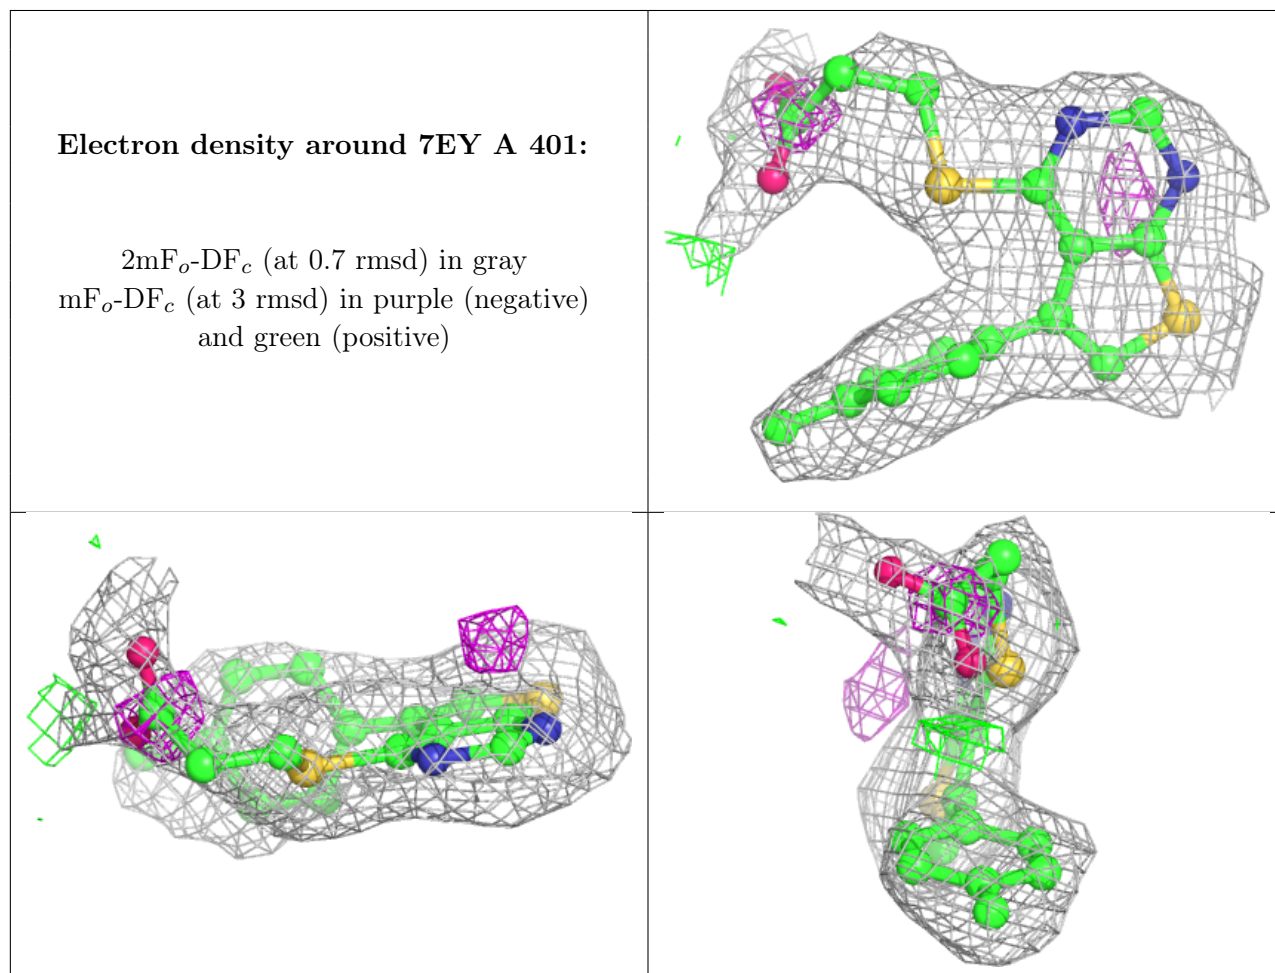 Electron density around 7EY A 401:
2mFo-DFc (at 0.7 rmsd) in gray
mFo-DFc (at 3 rmsd) in purple (negative)
and green (positive)